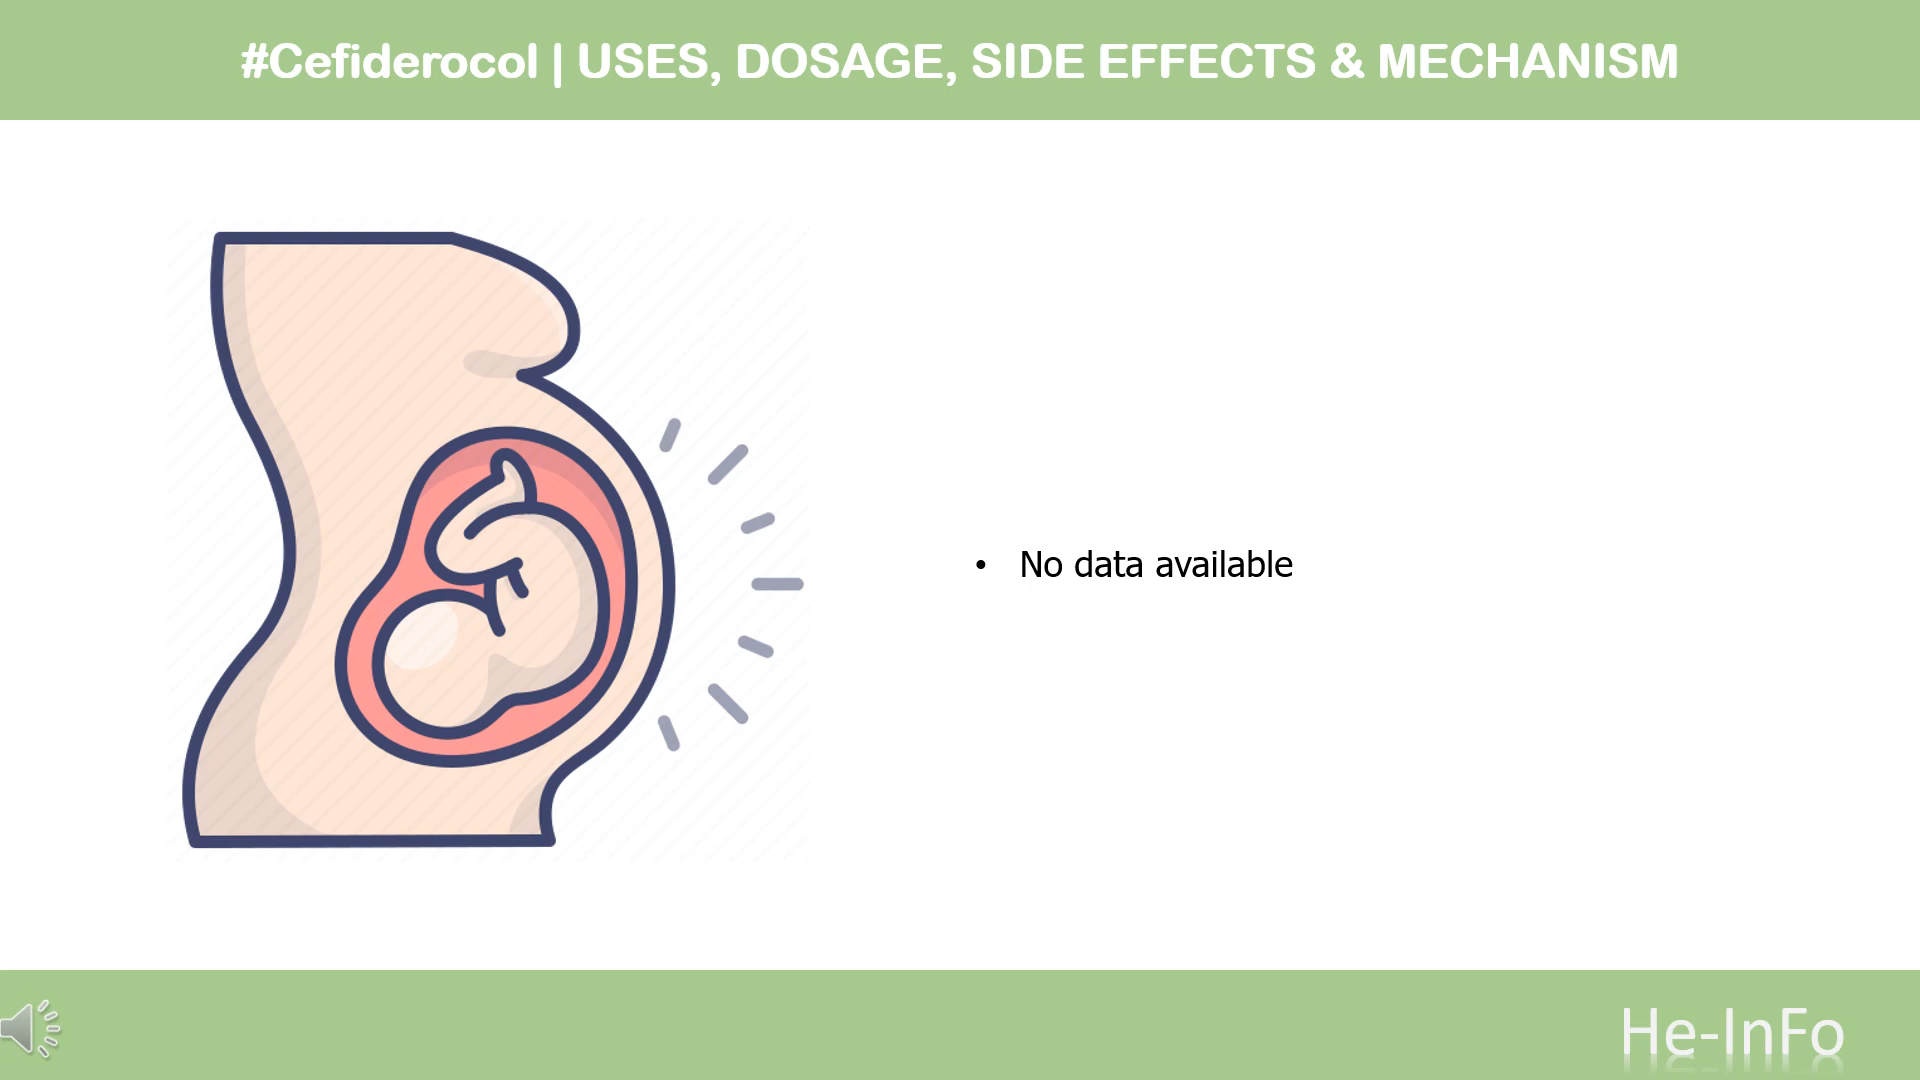 #Cefiderocol | USES, DOSAGE, SIDE EFFECTS & MECHANISM
• No data available
He-InFo